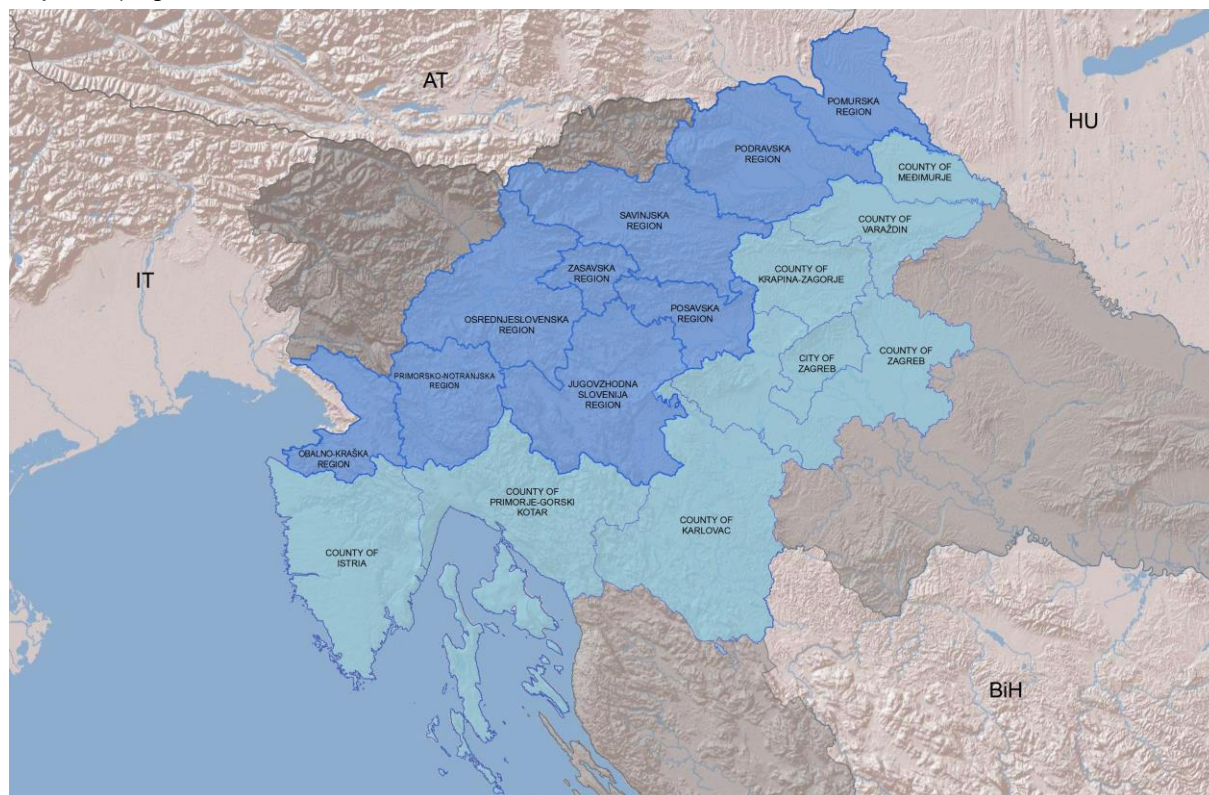 AT
HU
IT
BiH
POMURSKA
REGION
PODRAVSKA
REGION
COUNTY OF
MEĐIMURJE
SAVINJSKA
REGION
COUNTY OF
VARAŽDIN
ZASAVSKA
REGION
COUNTY OF
KRAPINA-ZAGORJE
POSAVSKA
REGION
OSREDNJESLOVENSKA
REGION
CITY OF
ZAGREB
COUNTY OF
ZAGREB
PRIMORSKO-NOTRANJSKA
REGION
JUGOVZHODNA
SLOVENIJA
REGION
OBALNO-KRAŠKA
REGION
COUNTY OF
PRIMORJE-GORSKI
KOTAR
COUNTY OF
KARLOVAC
COUNTY OF
ISTRIA